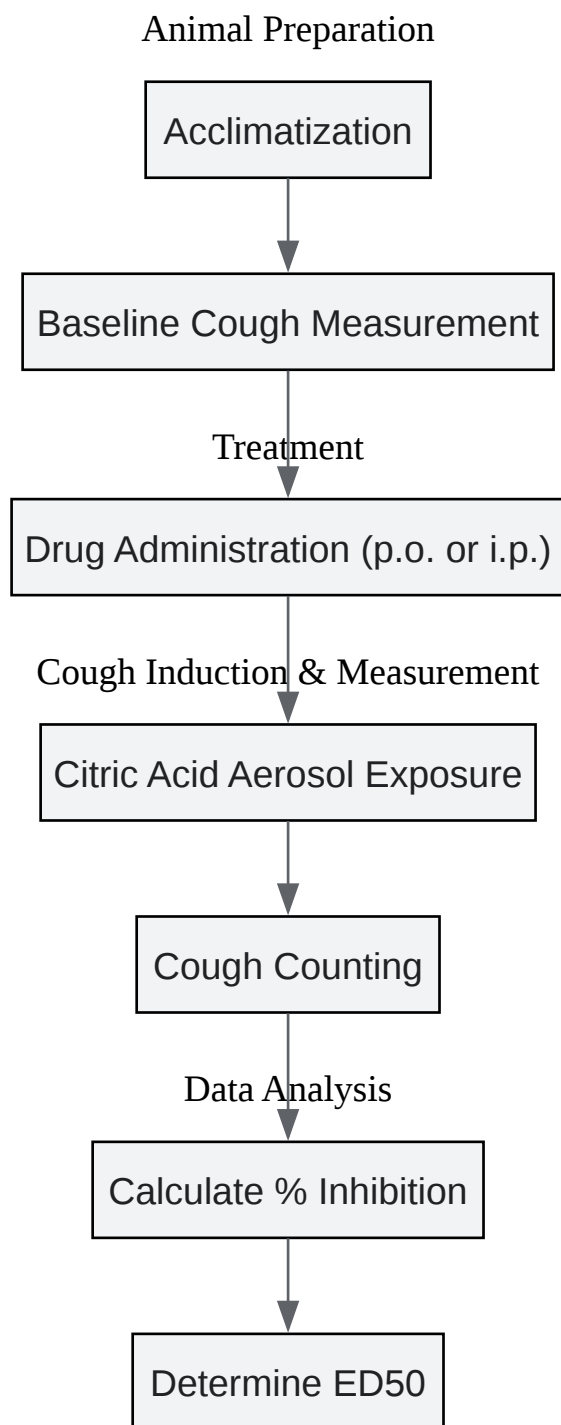 Animal Preparation
Acclimatization
Baseline Cough Measurement
Treatment
Drug Administration (p.o. or i.p.)
Cough Induction & Measurement
Citric Acid Aerosol Exposure
Cough Counting
Data Analysis
Calculate % Inhibition
Determine ED50